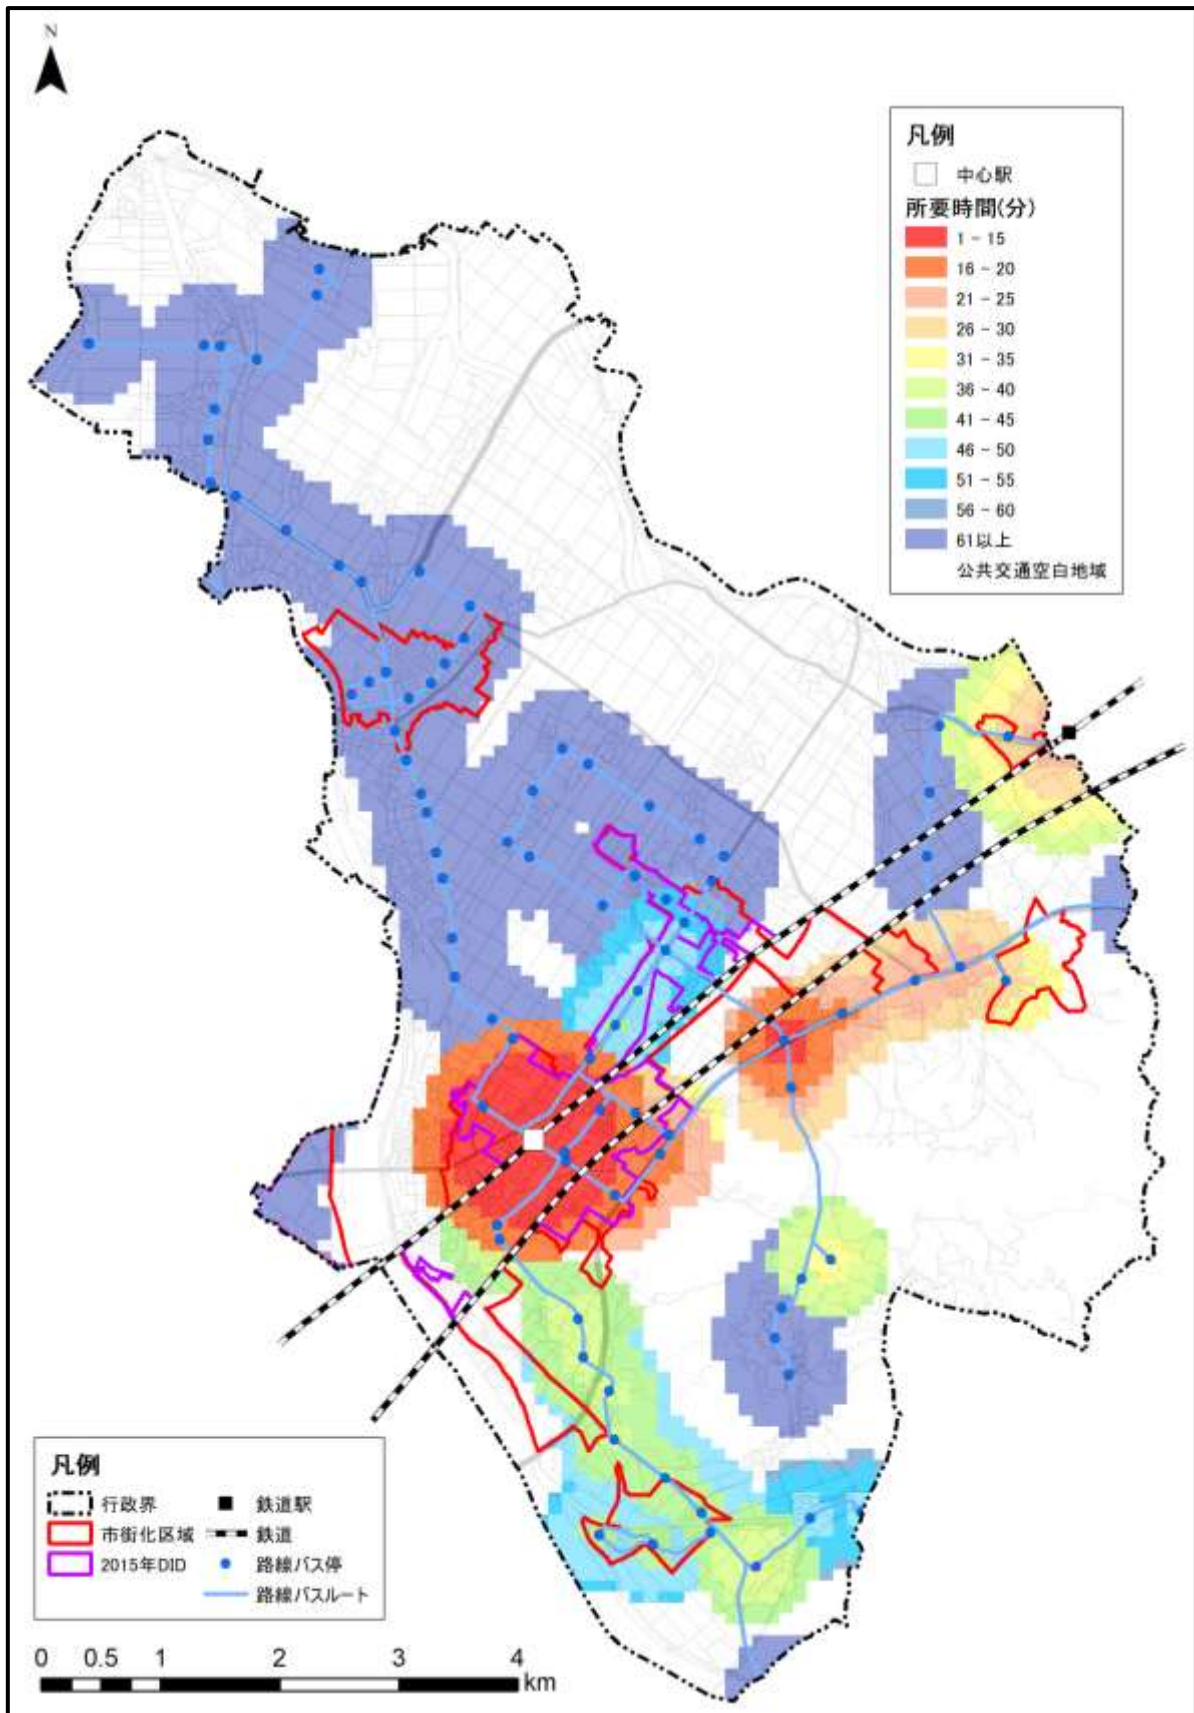 N
凡例
中心駅
所要時間(分)
1 - 15
16 - 20
21 - 25
26 - 30
31 - 35
36 - 40
41 - 45
46 - 50
51 - 55
56 - 60
61以上
公共交通空白地域
凡例
行政界
鉄道駅
市街化区域
鉄道
2015年DID
路線バス停
路線バスルート
0 0.5 1 2 3 4
km